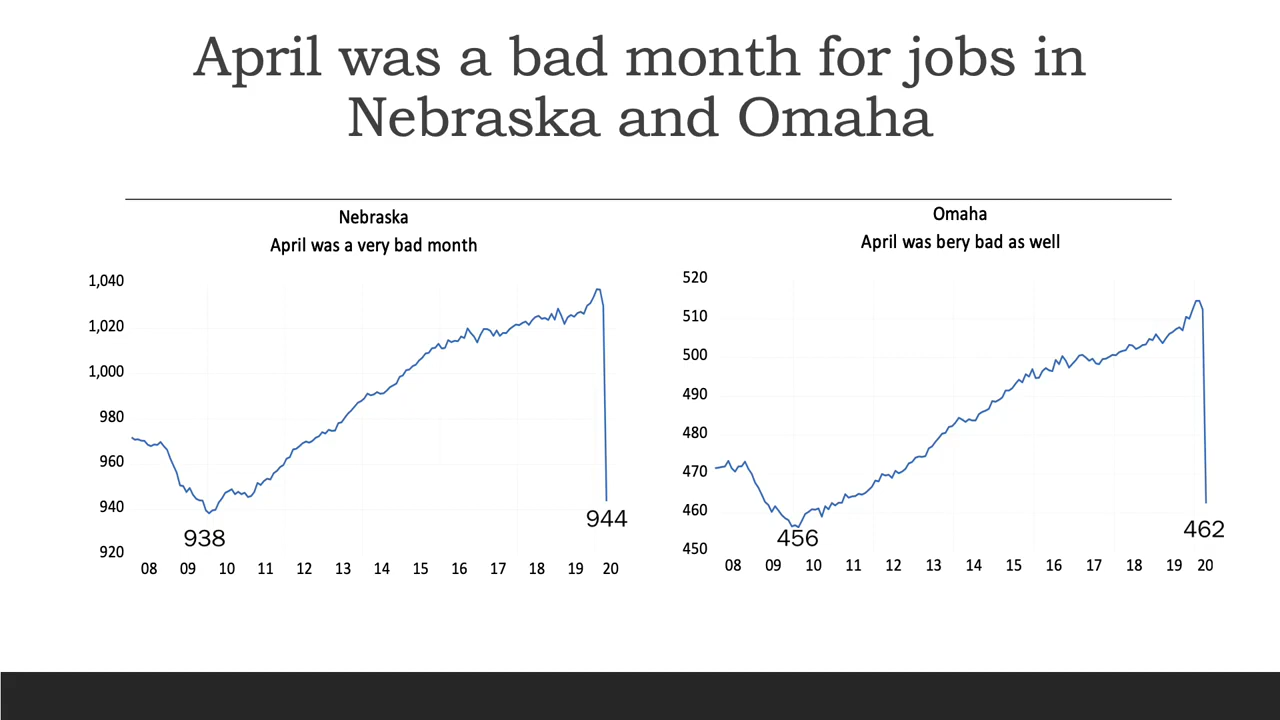 April was a bad month for jobs in
Nebraska and Omaha
Nebraska
April was a very bad month
1,040
1,020
1,000
980
960
940
920
938
944
08 09 10 11 12 13 14 15 16 17 18 19 20
Omaha
April was bery bad as well
520
510
500
490
480
470
460
450
456
462
08 09 10 11 12 13 14 15 16 17 18 19 20